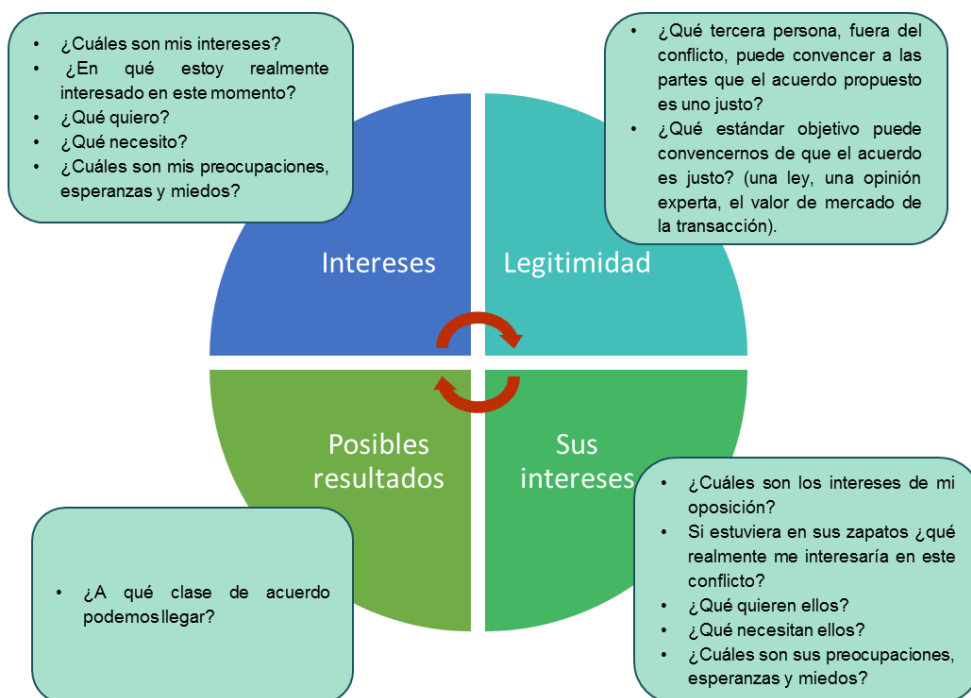 • ¿Cuáles son mis intereses?
• ¿En qué estoy realmente
interesado en este momento?
• ¿Qué quiero?
• ¿Qué necesito?
• ¿Cuáles son mis preocupaciones,
esperanzas y miedos?
• ¿Qué tercera persona, fuera del
conflicto, puede convencer a las
partes que el acuerdo propuesto
es uno justo?
• ¿Qué estándar objetivo puede
convencernos de que el acuerdo
es justo? (una ley, una opinión
experta, el valor de mercado de
la transacción).
Intereses
Legitimidad
Posibles
resultados
Sus
intereses
• ¿A qué clase de acuerdo
podemos llegar?
• ¿Cuáles son los intereses de mi
oposición?
• Si estuviera en sus zapatos ¿qué
realmente me interesaría en este
conflicto?
• ¿Qué quieren ellos?
• ¿Qué necesitan ellos?
• ¿Cuáles son sus preocupaciones,
esperanzas y miedos?